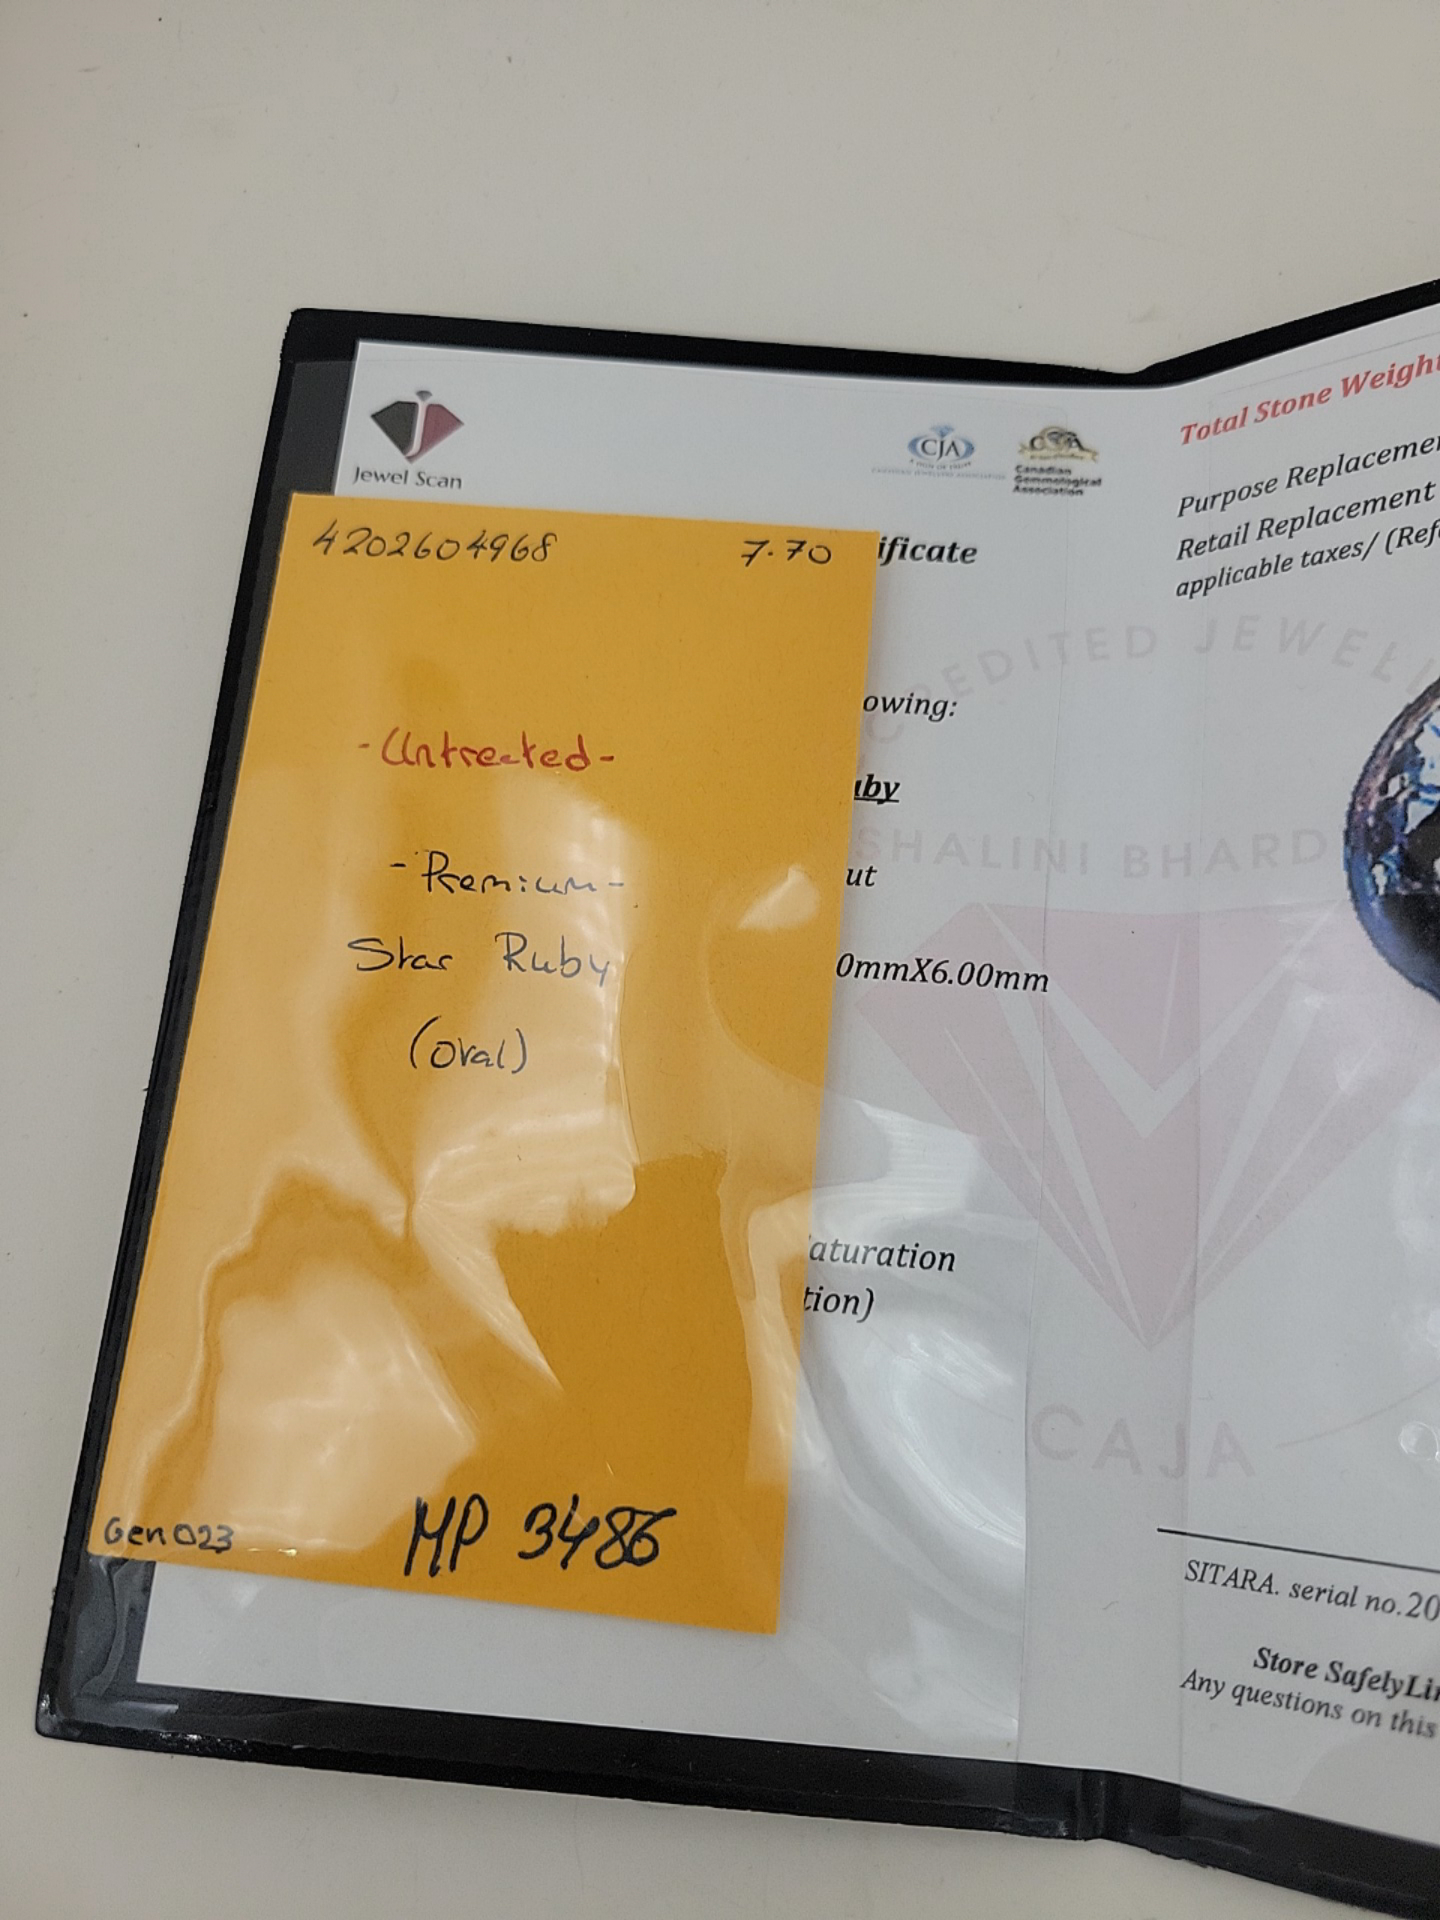 Jewel Scan
CJA
CGA
Canadian
Gemmological
Association
4202604968 7.70
ificate
-Untreated-
owing:
-Premium-
uby
Star Ruby
ut
(Oval)
0mmX6.00mm
aturation
tion)
Gen023
MP 3486
Total Stone Weight
Purpose Replaceme
Retail Replacement
applicable taxes/ (Ref
EDITED JEWEL
SHALINI BHARD
CAJA
SITARA. serial no.20
Store SafelyLi
Any questions on this